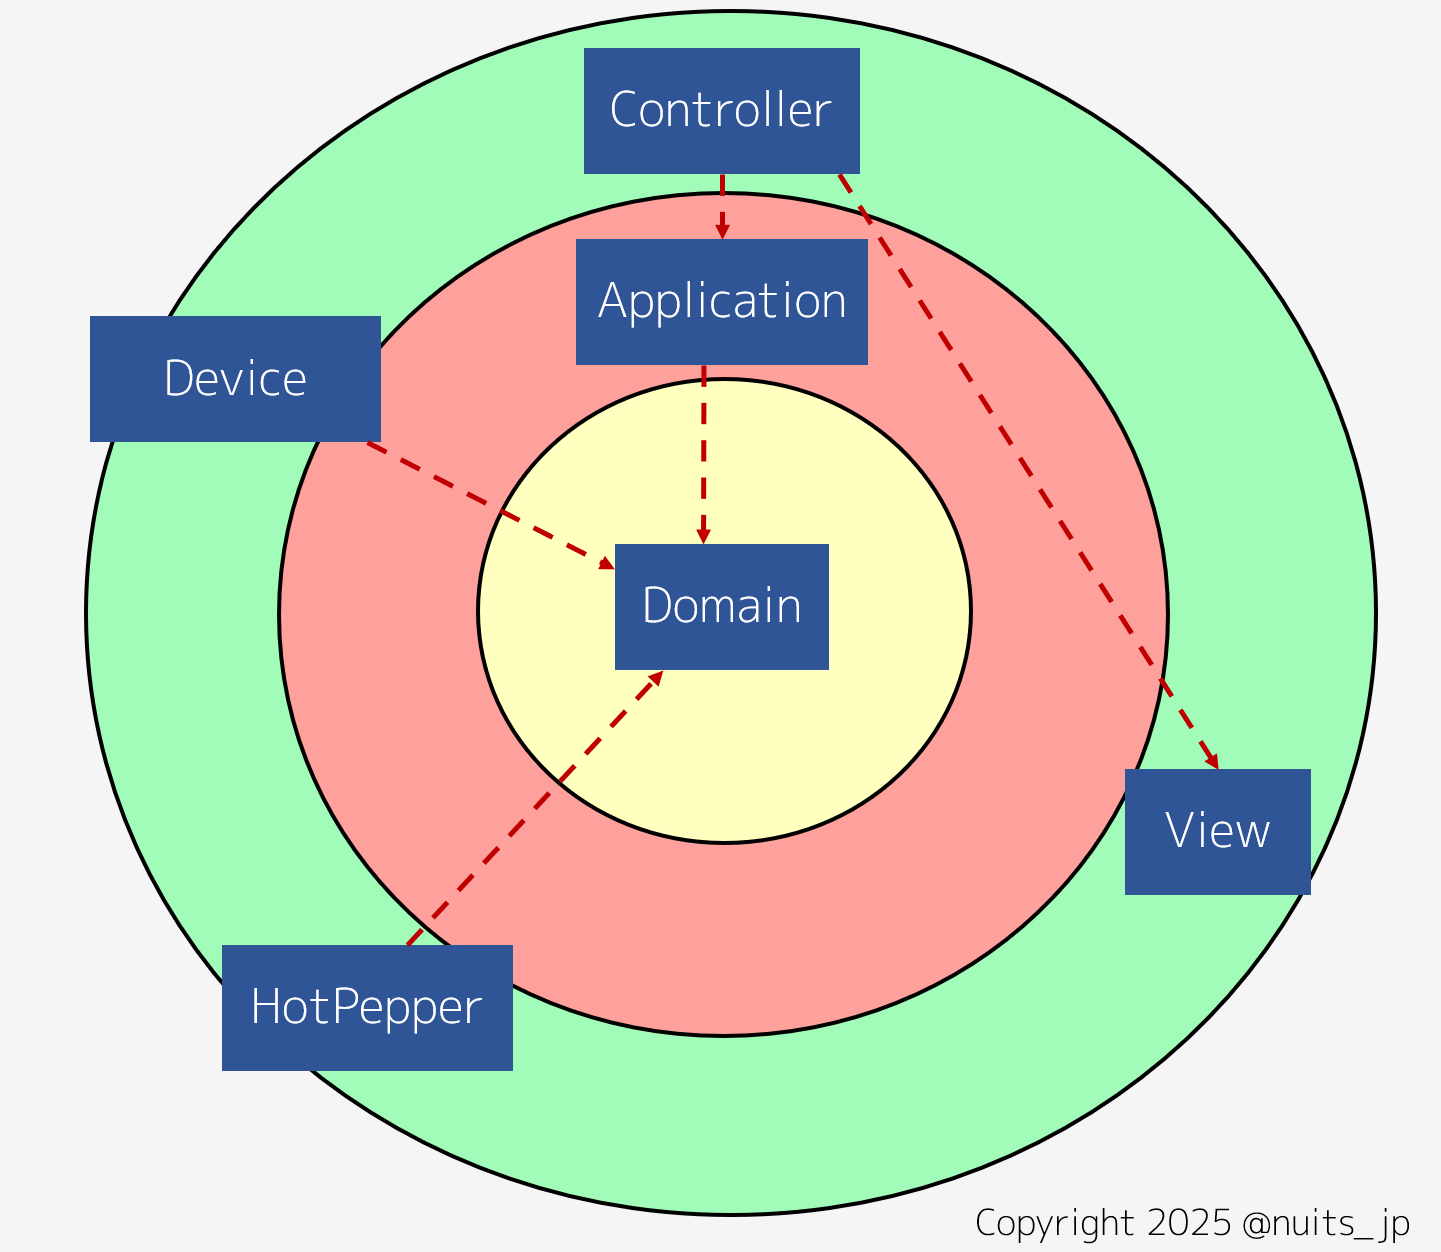 Controller
Application
Device
Domain
View
HotPepper
Copyright 2025 @nuits_jp